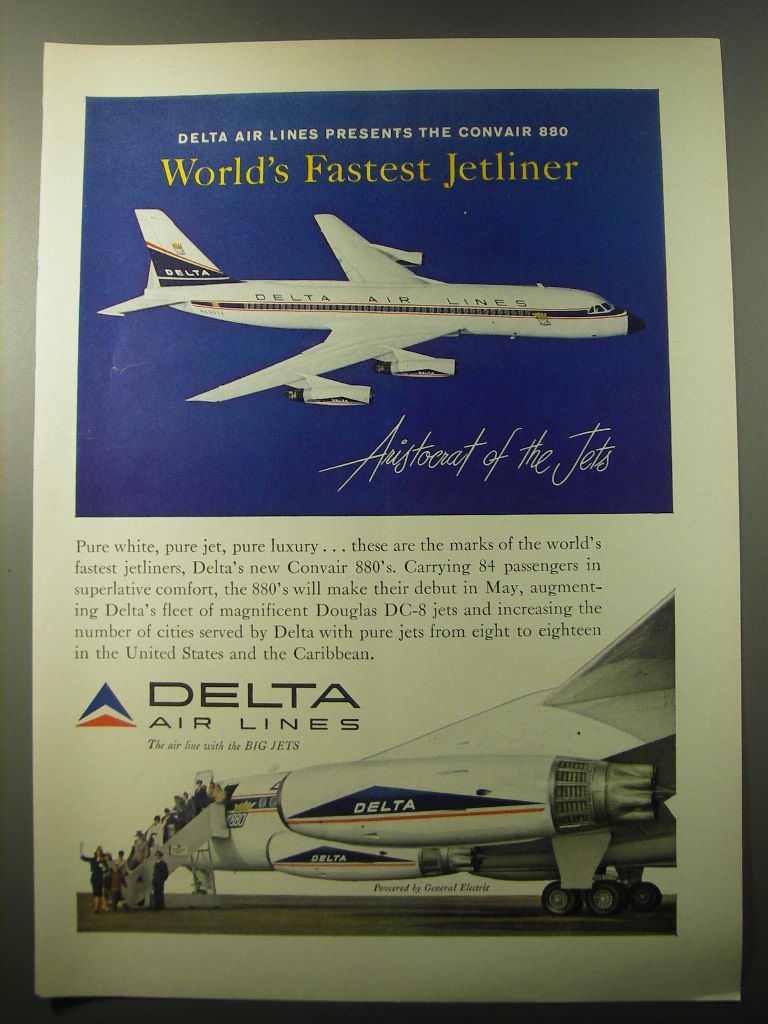 DELTA AIR LINES PRESENTS THE CONVAIR 880
World's Fastest Jetliner
DELTA
DELTA AIR LINES
DELTA
DELTA
Aristocrat of the Jets
Pure white, pure jet, pure luxury . . . these are the marks of the world's
fastest jetliners, Delta's new Convair 880's. Carrying 84 passengers in
superlative comfort, the 880's will make their debut in May, augment-
ing Delta's fleet of magnificent Douglas DC-8 jets and increasing the
number of cities served by Delta with pure jets from eight to eighteen
in the United States and the Caribbean.
DELTA
AIR LINES
The air line with the BIG JETS
DELTA
880
DELTA
Powered by General Electric